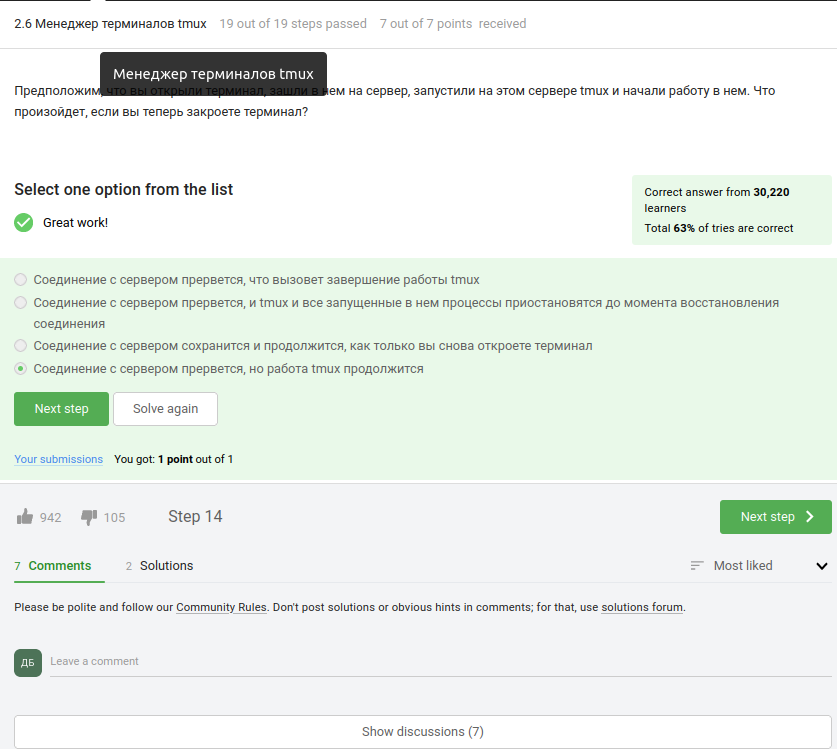 2.6 Менеджер терминалов tmux 19 out of 19 steps passed 7 out of 7 points received
Менеджер терминалов tmux
Предположим, что вы открыли терминал, зашли в нем на сервер, запустили на этом сервере tmux и начали работу в нем. Что
произойдет, если вы теперь закроете терминал?
Select one option from the list
Correct answer from 30,220
learners
Total 63% of tries are correct
Great work!
Соединение с сервером прервется, что вызовет завершение работы tmux
Соединение с сервером прервется, и tmux и все запущенные в нем процессы приостановятся до момента восстановления
соединения
Соединение с сервером сохранится и продолжится, как только вы снова откроете терминал
Соединение с сервером прервется, но работа tmux продолжится
Next step Solve again
Your submissions You got: 1 point out of 1
942 105 Step 14 Next step
7 Comments 2 Solutions Most liked
Please be polite and follow our Community Rules. Don't post solutions or obvious hints in comments; for that, use solutions forum.
ДБ Leave a comment
Show discussions (7)